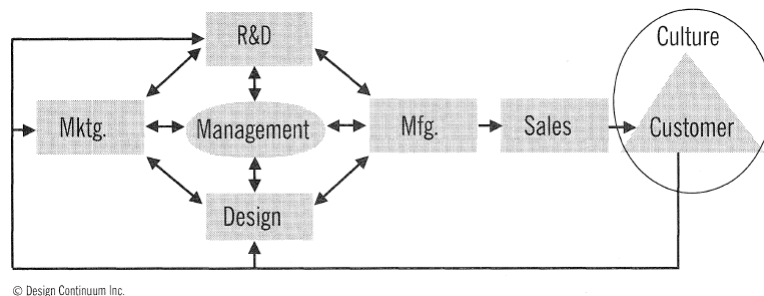 R&D
Culture
Mktg.
Management
Mfg.
Sales
Customer
Design
© Design Continuum Inc.